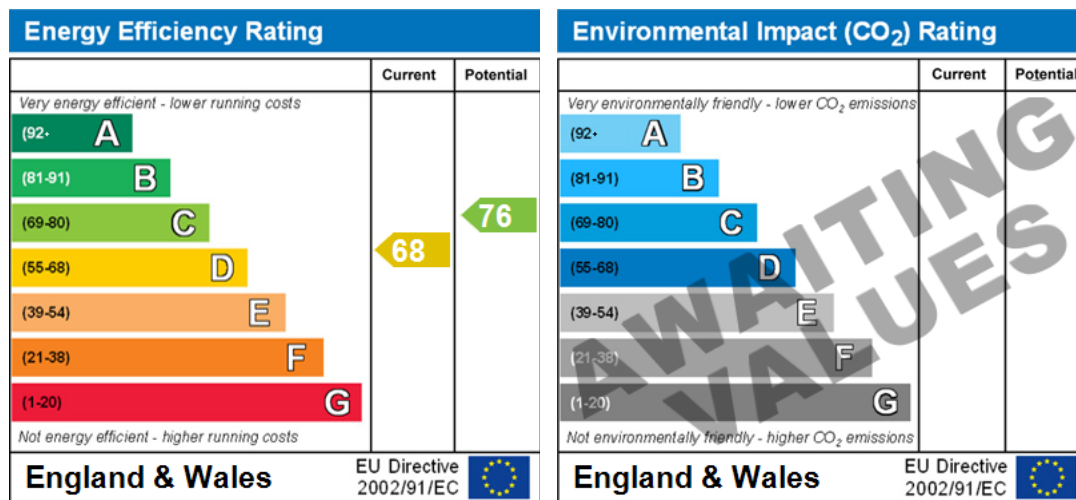 Energy Efficiency Rating
Current Potential
Very energy efficient - lower running costs
(92- A
(81-91) B
(69-80) C
76
(55-68) D
68
(39-54) E
(21-38) F
(1-20) G
Not energy efficient - higher running costs
England & Wales
EU Directive
2002/91/EC
Environmental Impact (CO₂) Rating
Current Potential
Very environmentally friendly - lower CO₂ emissions
(92- A
(81-91) B
(69-80) C
(55-68) D
(39-54) E
(21-38) F
(1-20) G
AWAITING
VALUES
Not environmentally friendly - higher CO₂ emissions
England & Wales
EU Directive
2002/91/EC